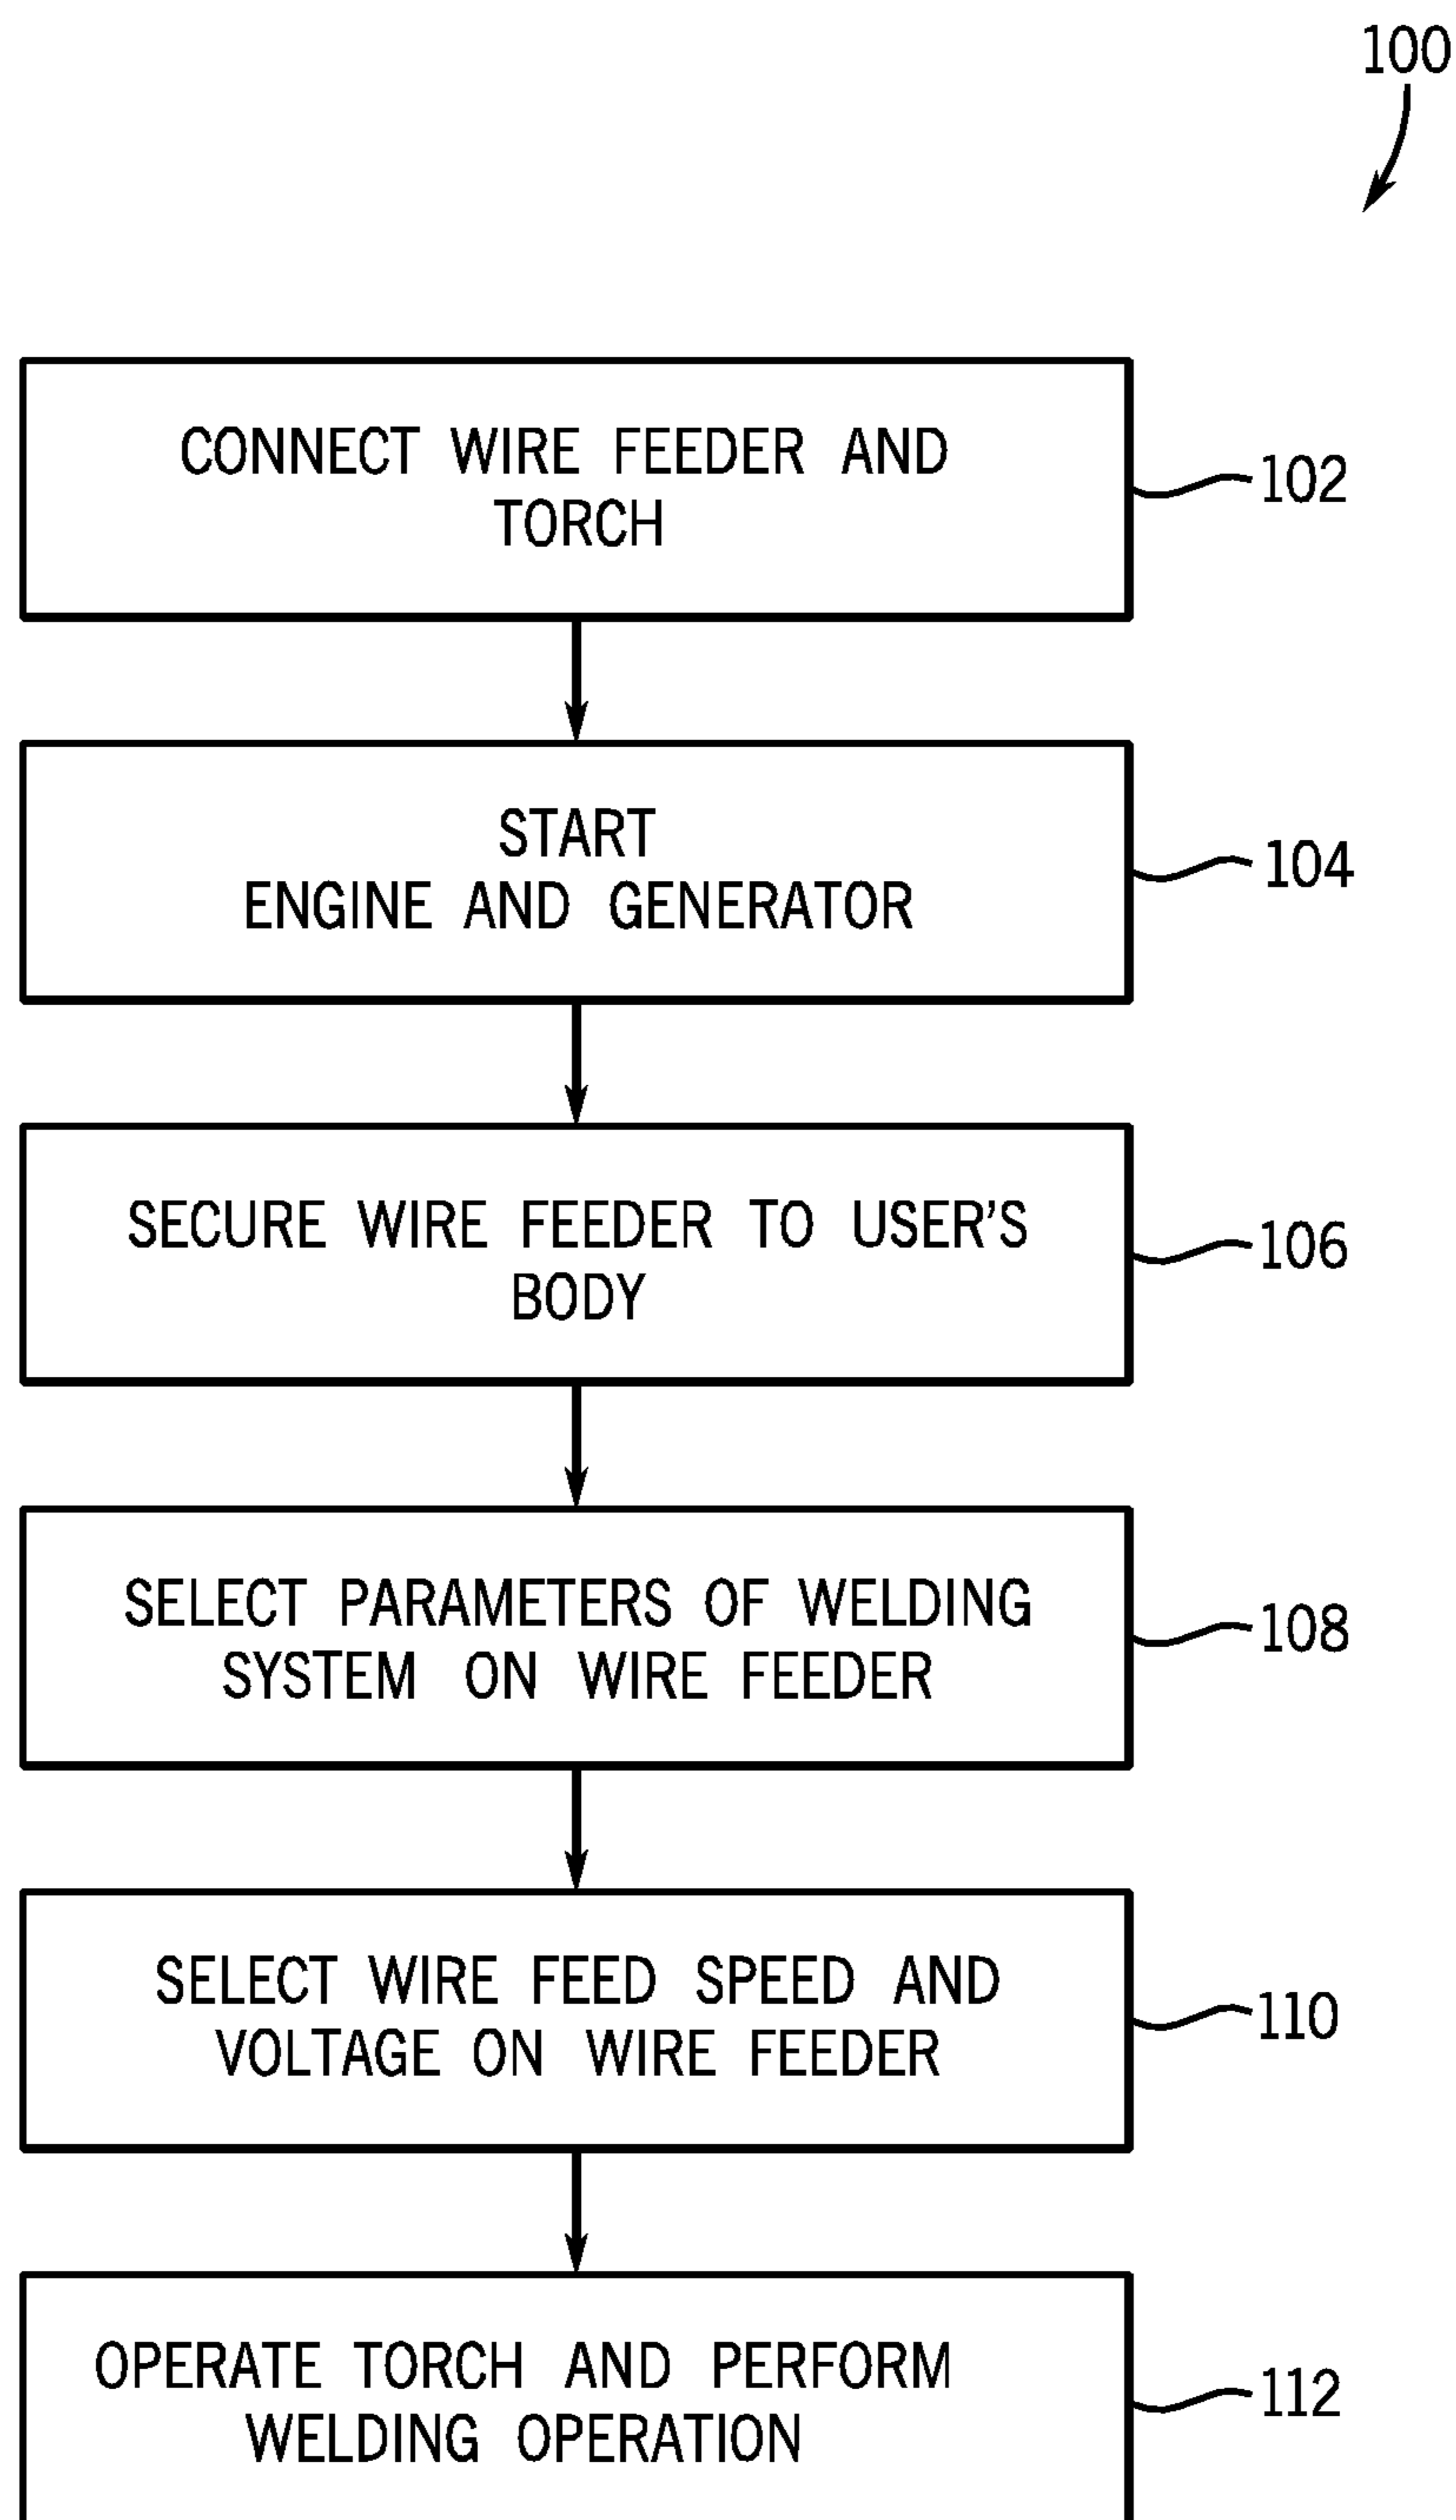 100
CONNECT WIRE FEEDER AND
TORCH
102
START
ENGINE AND GENERATOR
104
SECURE WIRE FEEDER TO USER'S
BODY
106
SELECT PARAMETERS OF WELDING
SYSTEM ON WIRE FEEDER
108
SELECT WIRE FEED SPEED AND
VOLTAGE ON WIRE FEEDER
110
OPERATE TORCH AND PERFORM
WELDING OPERATION
112